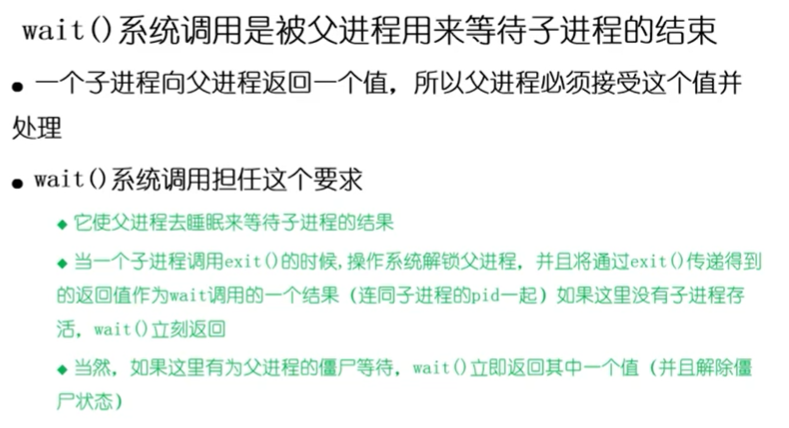 wait()系统调用是被父进程用来等待子进程的结束
● 一个子进程向父进程返回一个值，所以父进程必须接受这个值并
处理
● wait()系统调用担任这个要求
◆ 它使父进程去睡眠来等待子进程的结果
◆ 当一个子进程调用exit()的时候,操作系统解锁父进程，并且将通过exit()传递得到
的返回值作为wait调用的一个结果（连同子进程的pid一起）如果这里没有子进程存
活，wait()立刻返回
◆ 当然，如果这里有为父进程的僵尸等待，wait()立即返回其中一个值（并且解除僵
尸状态）